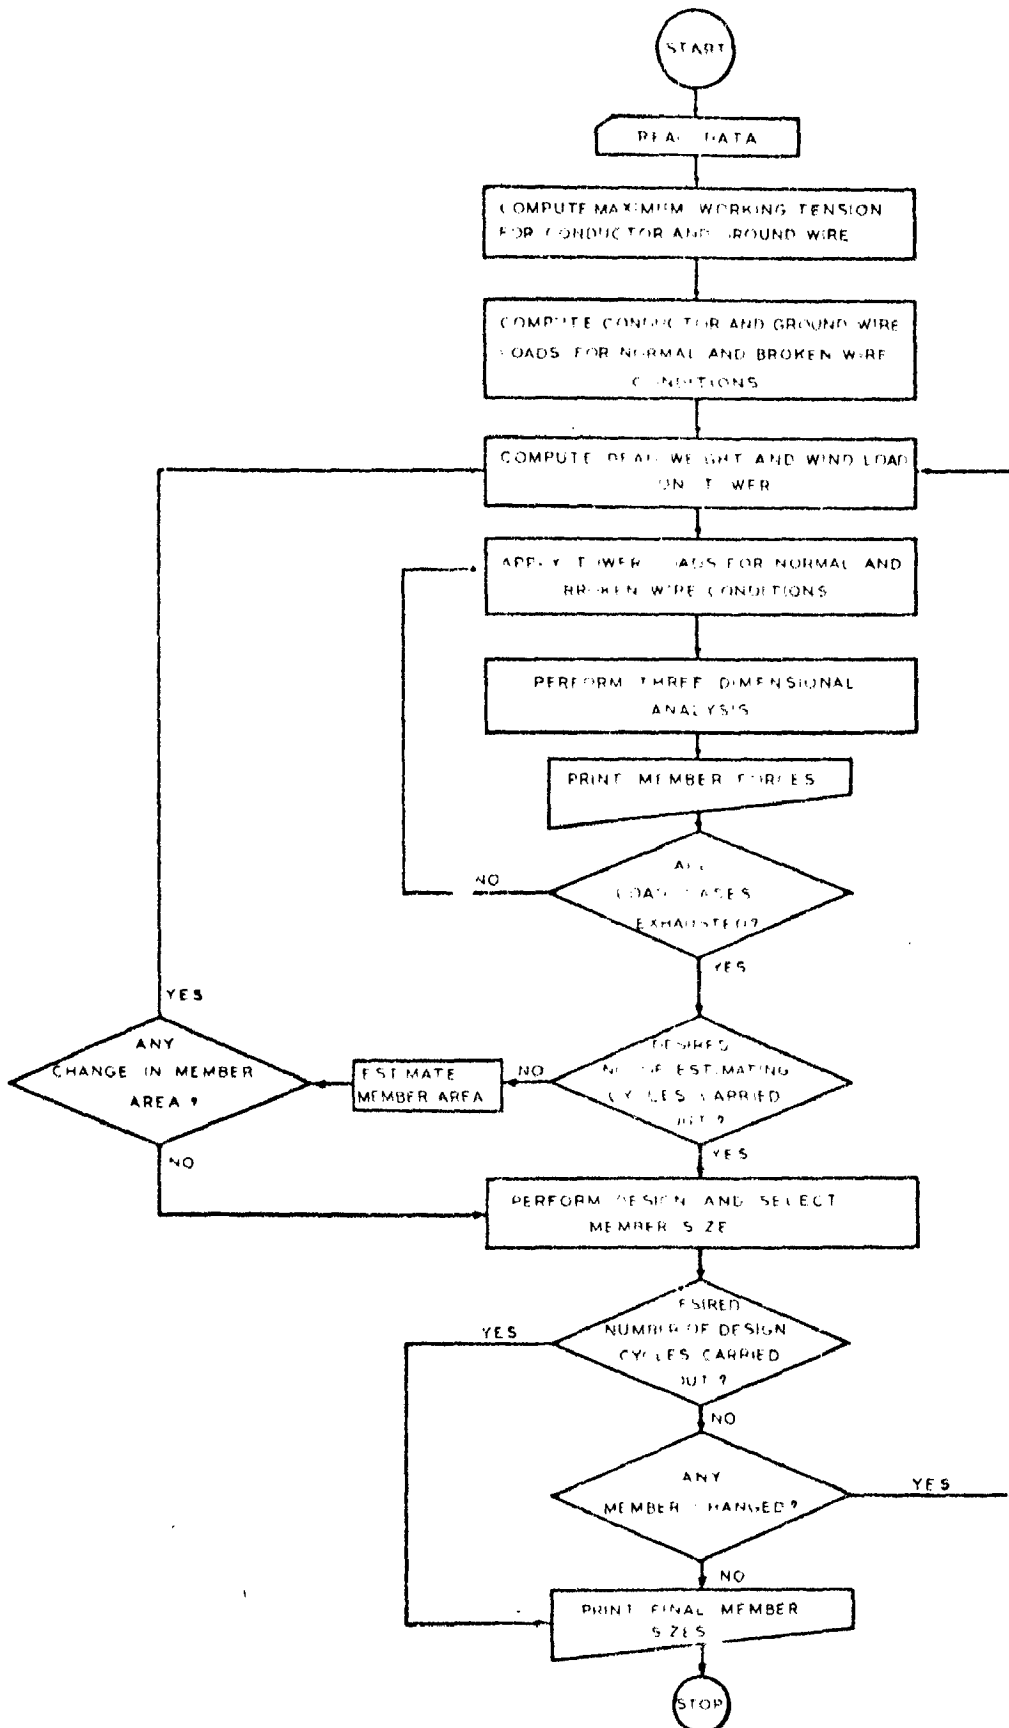 START
READ DATA
COMPUTE MAXIMUM WORKING TENSION
FOR CONDUCTOR AND GROUND WIRE
COMPUTE CONDUCTOR AND GROUND WIRE
LOADS FOR NORMAL AND BROKEN WIRE
CONDITIONS
COMPUTE DEAD WEIGHT AND WIND LOAD
ON TOWER
APPLY TOWER LOADS FOR NORMAL AND
BROKEN WIRE CONDITIONS
PERFORM THREE DIMENSIONAL
ANALYSIS
PRINT MEMBER FORCES
ALL
LOAD CASES
EXHAUSTED?
NO
YES
DESIRED
NO OF ESTIMATING
CYCLES CARRIED
OUT?
NO
ESTIMATE
MEMBER AREA
YES
ANY
CHANGE IN MEMBER
AREA?
NO
YES
PERFORM DESIGN AND SELECT
MEMBER SIZE
DESIRED
NUMBER OF DESIGN
CYCLES CARRIED
OUT?
YES
NO
ANY
MEMBER CHANGED?
YES
NO
PRINT FINAL MEMBER
SIZES
STOP